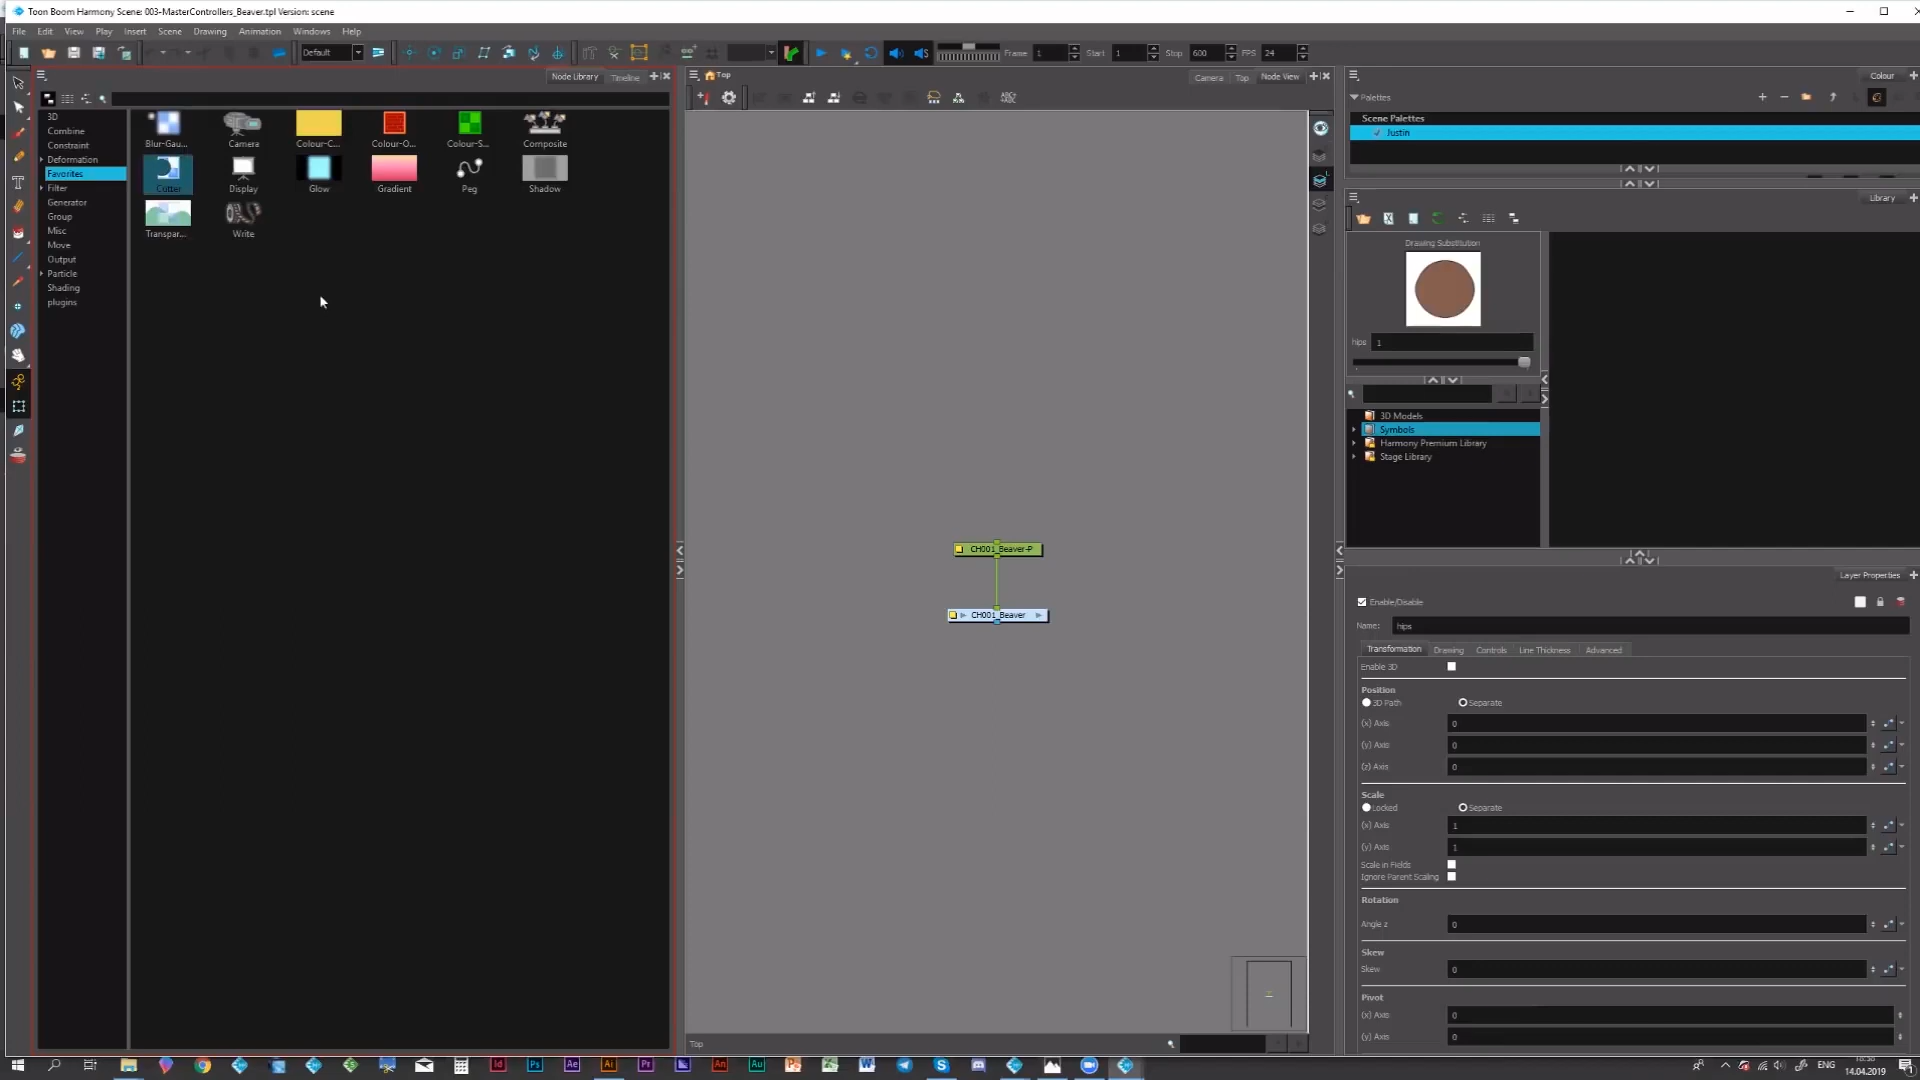 Toon Boom Harmony Scene: 003-MasterControllers_Beaver.tpl Version: scene
File Edit View Play Insert Scene Drawing Animation Windows Help
Default Frame 1 Start 1 Stop 600 FPS 24
Node Library Timeline
Top
Camera Top Node View
Colour
Palettes
Scene Palettes
Justin
3D
Combine
Constraint
Deformation
Favorites
Filter
Generator
Group
Misc
Move
Output
Particle
Shading
plugins
Blur-Gau... Camera Colour-C... Colour-O... Colour-S... Composite
Cutter Display Glow Gradient Peg Shadow
Transpar... Write
CH001_Beaver-P
CH001_Beaver
Top
Library
Drawing Substitution
hips 1
3D Models
Symbols
Harmony Premium Library
Stage Library
Layer Properties
Enable/Disable
Name: hips
Transformation Drawing Controls Line Thickness Advanced
Enable 3D
Position
3D Path Separate
(x) Axis 0
(y) Axis 0
(z) Axis 0
Scale
Locked Separate
(x) Axis 1
(y) Axis 1
Scale in Fields
Ignore Parent Scaling
Rotation
Angle z 0
Skew
Skew 0
Pivot
(x) Axis 0
(y) Axis 0
ENG
14.04.2019